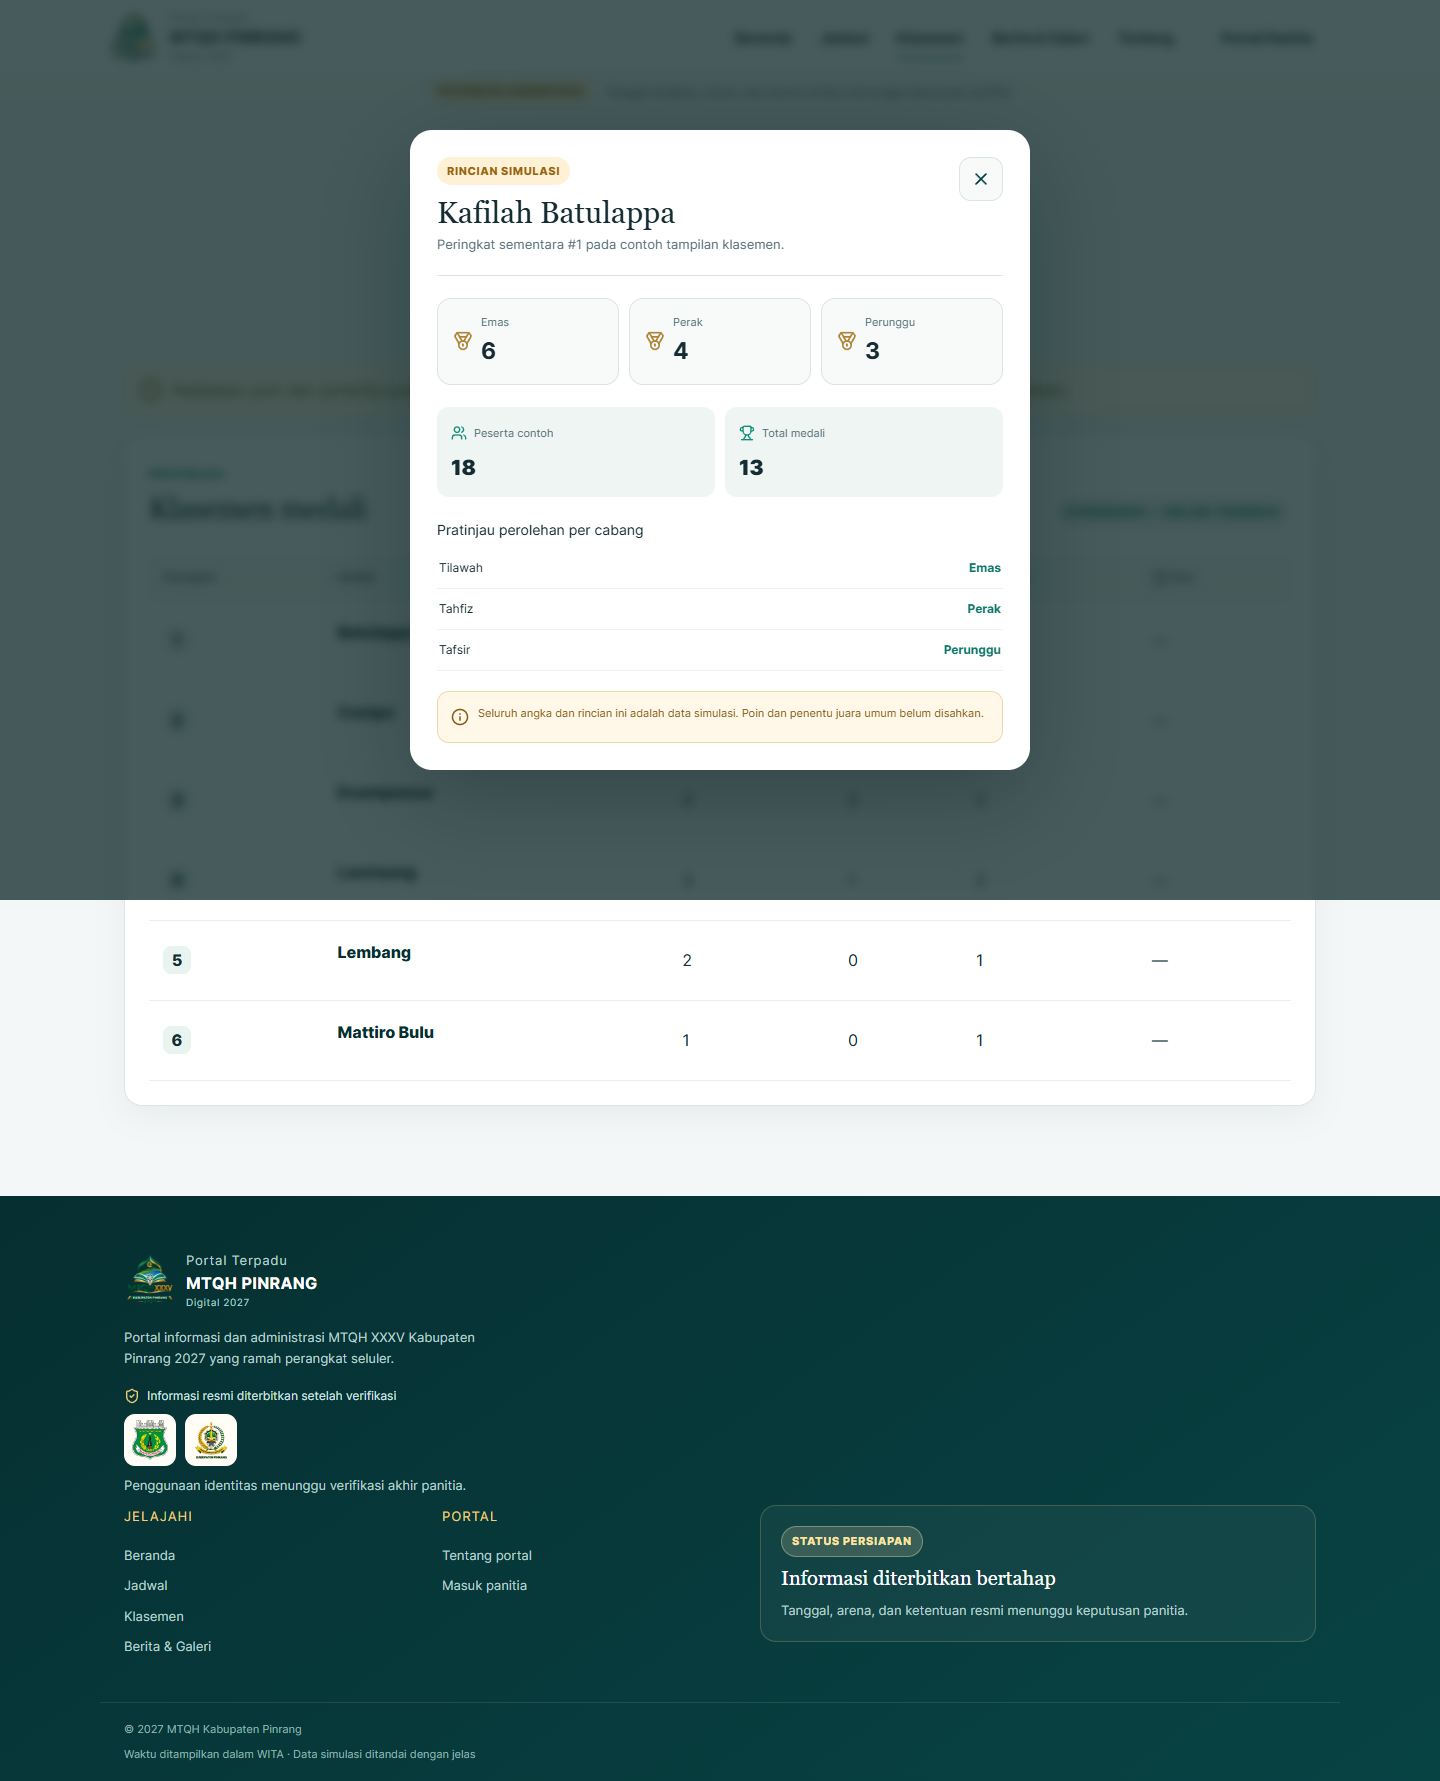 RINCIAN SIMULASI
Kafilah Batulappa
Peringkat sementara #1 pada contoh tampilan klasemen.
Emas
6
Perak
4
Perunggu
3
Peserta contoh
18
Total medali
13
Pratinjau perolehan per cabang
Tilawah Emas
Tahfiz Perak
Tafsir Perunggu
Seluruh angka dan rincian ini adalah data simulasi. Poin dan penentu juara umum belum disahkan.
Klasemen medali
5 Lembang 2 0 1 —
6 Mattiro Bulu 1 0 1 —
Portal Terpadu
MTQH PINRANG
Digital 2027
Portal informasi dan administrasi MTQH XXXV Kabupaten
Pinrang 2027 yang ramah perangkat seluler.
Informasi resmi diterbitkan setelah verifikasi
Penggunaan identitas menunggu verifikasi akhir panitia.
JELAJAHI
Beranda
Jadwal
Klasemen
Berita & Galeri
PORTAL
Tentang portal
Masuk panitia
STATUS PERSIAPAN
Informasi diterbitkan bertahap
Tanggal, arena, dan ketentuan resmi menunggu keputusan panitia.
© 2027 MTQH Kabupaten Pinrang
Waktu ditampilkan dalam WITA · Data simulasi ditandai dengan jelas